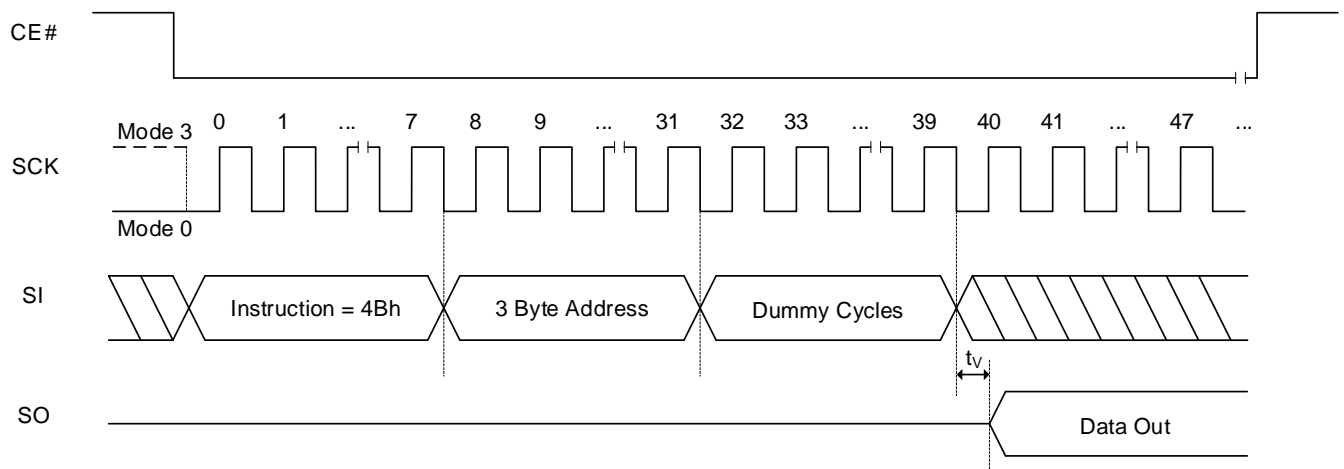 CE#
Mode 3 0 1 ... 7 8 9 ... 31 32 33 ... 39 40 41 ... 47 ...
SCK
Mode 0
SI Instruction = 4Bh 3 Byte Address Dummy Cycles
tV
SO Data Out